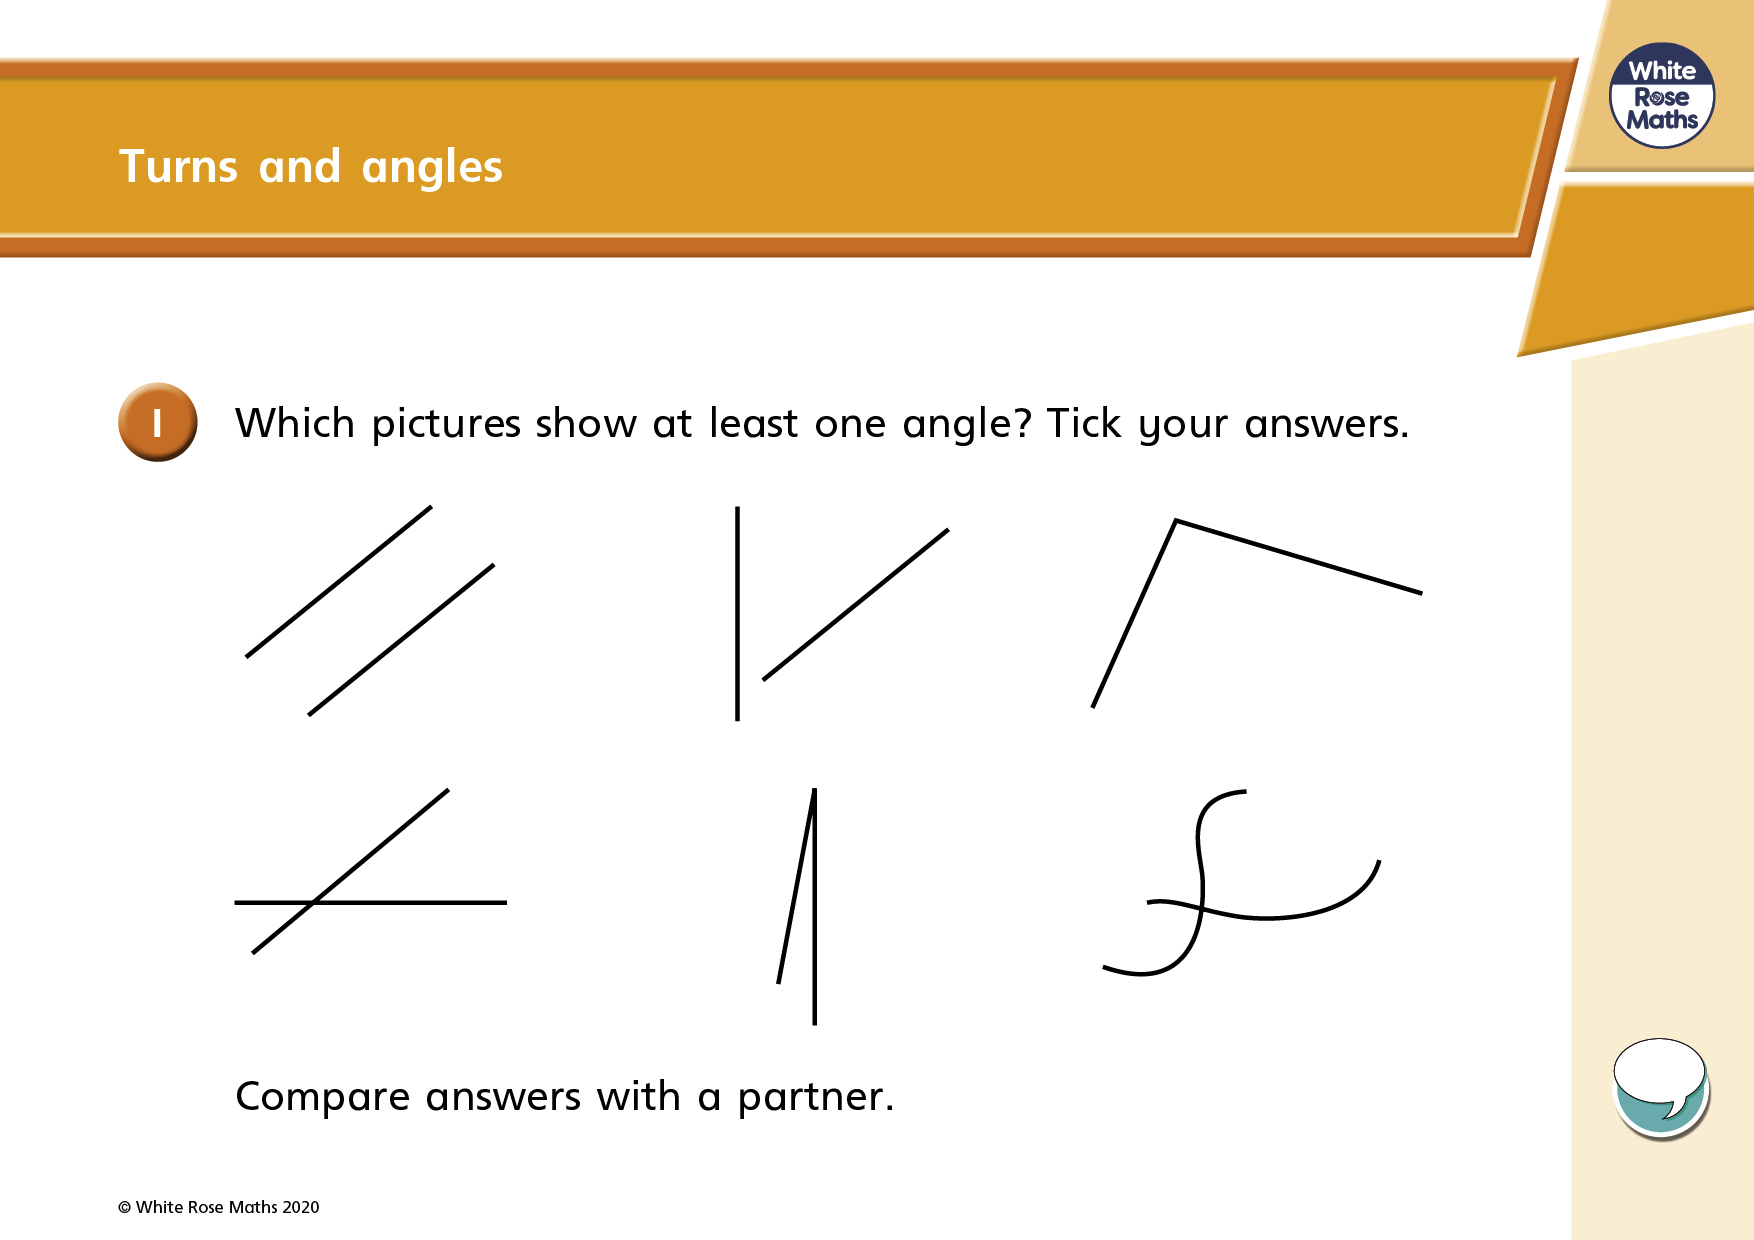 White
Rose
Maths
Turns and angles
1 Which pictures show at least one angle? Tick your answers.
Compare answers with a partner.
© White Rose Maths 2020